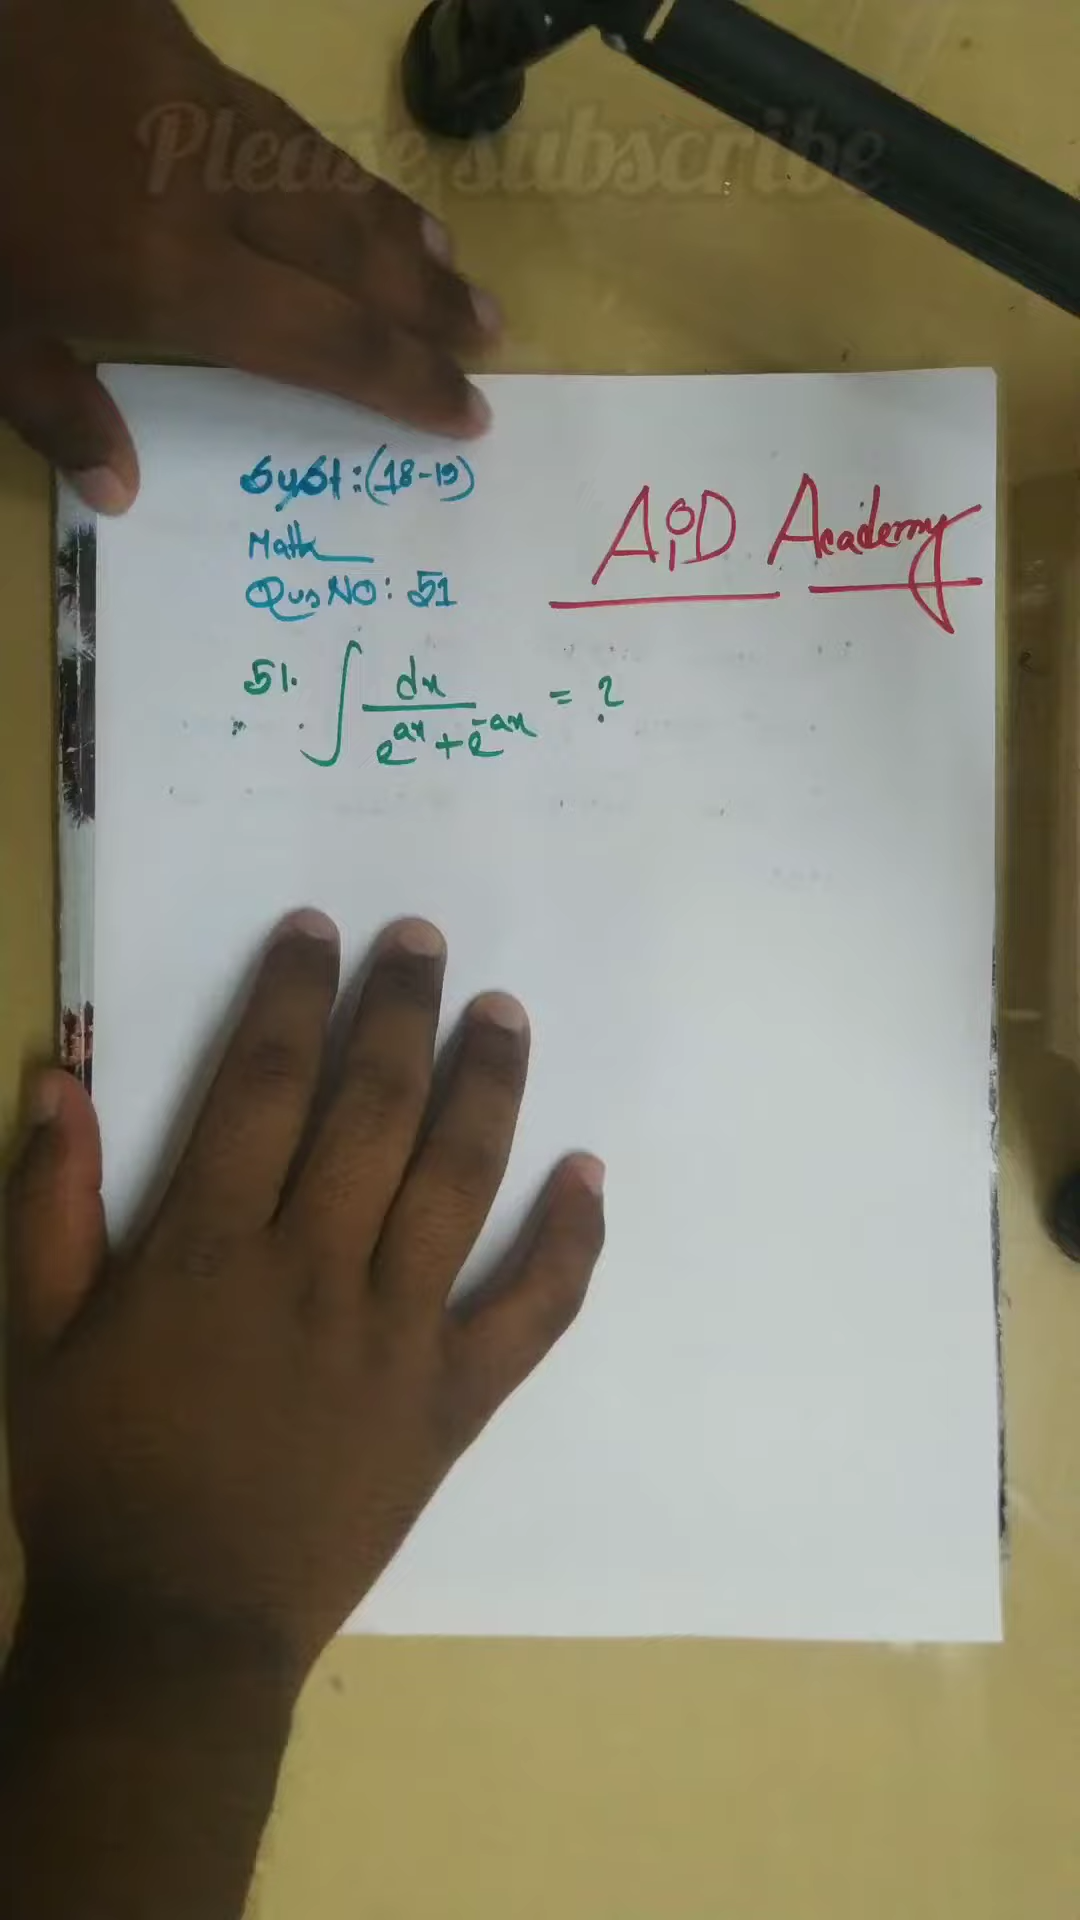 Please subscribe
(18-19)
AiD Academy
Math
Qus NO: 51
51. ∫ dx / (e^ax + e^-ax) = ?